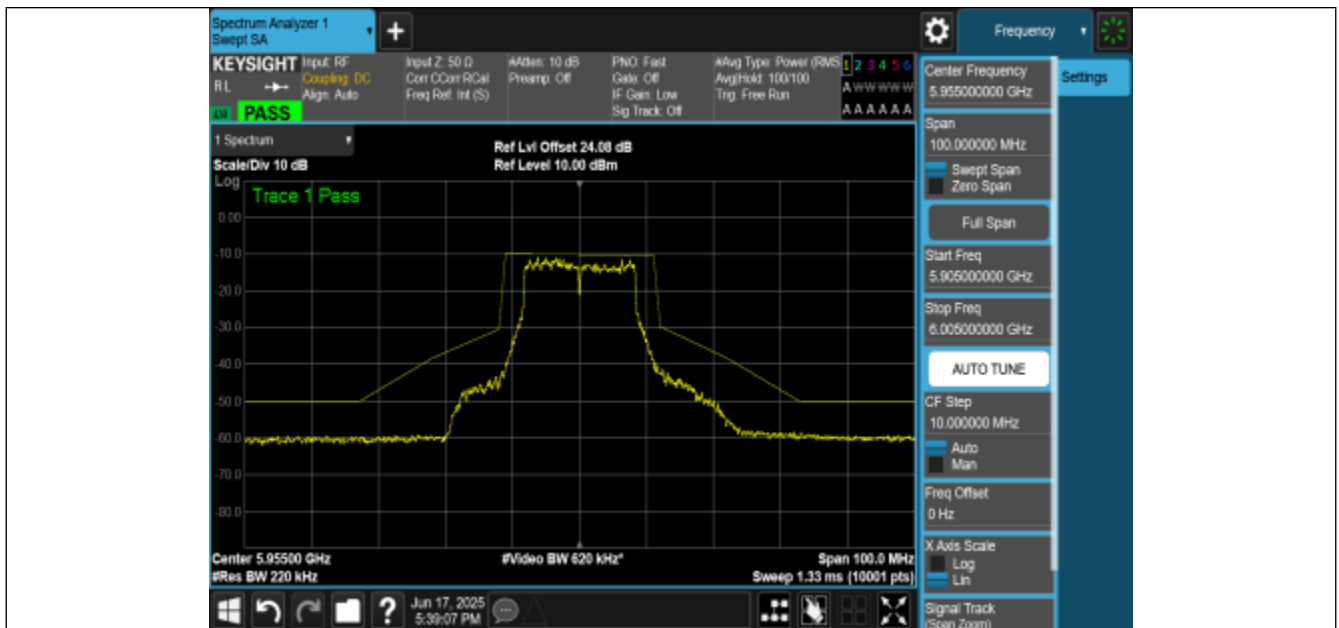 Spectrum Analyzer 1
Swept SA
+
Frequency
KEYSIGHT
RL
PASS
Input: RF
Coupling: DC
Align: Auto
Input Z: 50 Ω
Corr CCorr RCal
Freq Ref: Int (S)
#Atten: 10 dB
Preamp: Off
PNO: Fast
Gate: Off
IF Gain: Low
Sig Track: Off
#Avg Type: Power (RMS
Avg|Hold: 100/100
Trig: Free Run
1 2 3 4 5 6
A W W W W W
A A A A A A
Center Frequency
5.955000000 GHz
Settings
Span
100.000000 MHz
Swept Span
Zero Span
Full Span
Start Freq
5.905000000 GHz
Stop Freq
6.005000000 GHz
AUTO TUNE
CF Step
10.000000 MHz
Auto
Man
Freq Offset
0 Hz
X Axis Scale
Log
Lin
Signal Track
(Span Zoom)
1 Spectrum
Scale/Div 10 dB
Ref Lvl Offset 24.08 dB
Ref Level 10.00 dBm
Log
Trace 1 Pass
0.00
-10.0
-20.0
-30.0
-40.0
-50.0
-60.0
-70.0
-80.0
Center 5.95500 GHz
#Res BW 220 kHz
#Video BW 620 kHz*
Span 100.0 MHz
Sweep 1.33 ms (10001 pts)
?
Jun 17, 2025
5:39:07 PM